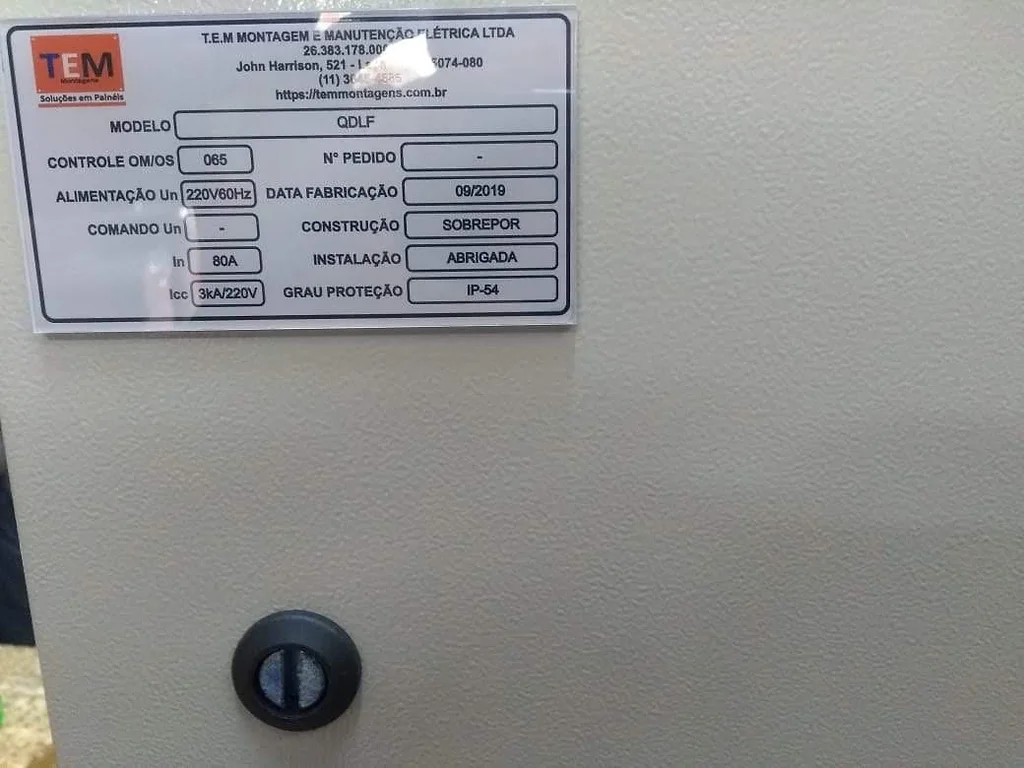 TEM
Montagens
Soluções em Painéis
T.E.M MONTAGEM E MANUTENÇÃO ELÉTRICA LTDA
John Harrison, 521 -
(11)
https://temmontagens.com.br
MODELO QDLF
CONTROLE OM/OS 065 N° PEDIDO -
ALIMENTAÇÃO Un 220V60Hz DATA FABRICAÇÃO 09/2019
COMANDO Un - CONSTRUÇÃO SOBREPOR
In 80A INSTALAÇÃO ABRIGADA
Icc 3kA/220V GRAU PROTEÇÃO IP-54